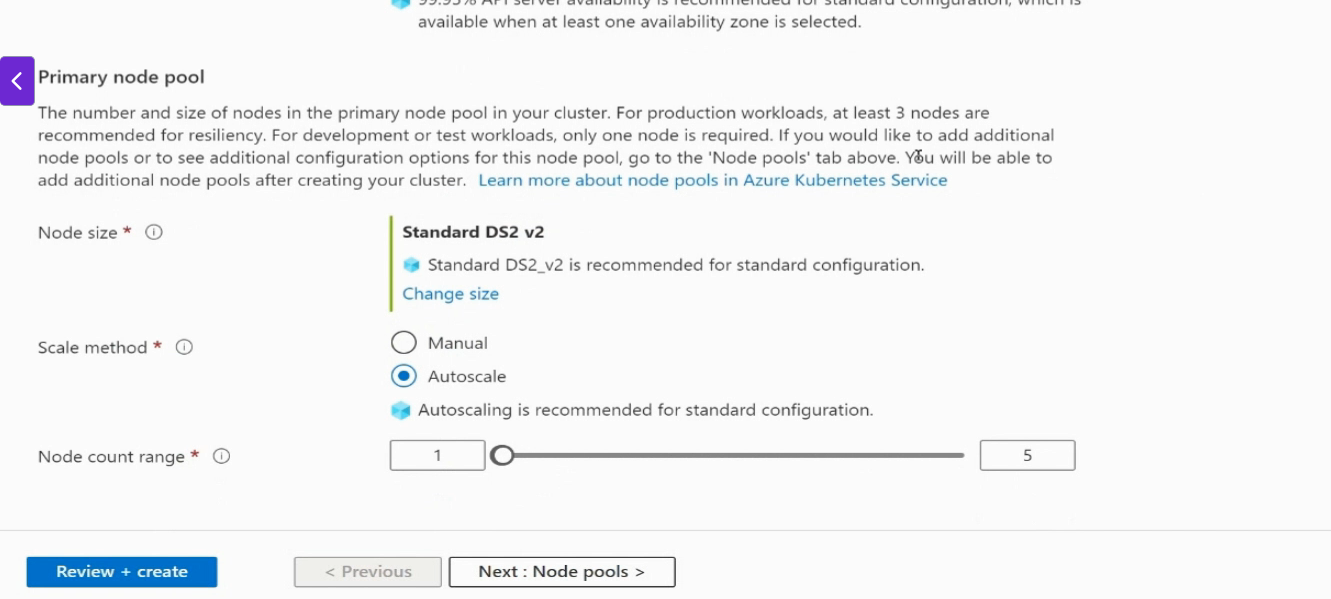 99.95% API server availability is recommended for standard configuration, which is
available when at least one availability zone is selected.
Primary node pool
The number and size of nodes in the primary node pool in your cluster. For production workloads, at least 3 nodes are
recommended for resiliency. For development or test workloads, only one node is required. If you would like to add additional
node pools or to see additional configuration options for this node pool, go to the 'Node pools' tab above. You will be able to
add additional node pools after creating your cluster. Learn more about node pools in Azure Kubernetes Service
Node size *
Standard DS2 v2
Standard DS2_v2 is recommended for standard configuration.
Change size
Scale method *
Manual
Autoscale
Autoscaling is recommended for standard configuration.
Node count range *
1
5
Review + create
< Previous
Next : Node pools >